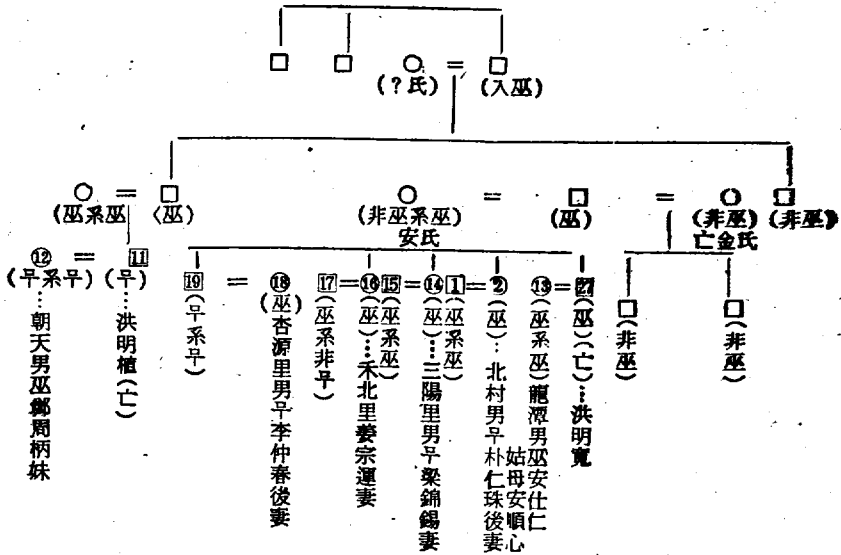 (?氏) = (入巫)
(巫系巫) = 〈巫)
(非巫系巫)
安氏
=
(巫)
=
(非巫)
亡金氏
(非巫)
⑫(무系무)…朝天男巫鄭周柄妹
=
11(무)…洪明植(亡)
19(무系무)
=
⑱(巫)杏源里男무李仲春後妻
17(巫系非무)
=
⑯(巫)…禾北里姜宗運妻
15(巫系巫)
=
⑭(巫)…三陽里男무梁錦錫妻
1(巫系巫)
=
②(巫)…北村男무朴仁珠後妻
⑬(巫系巫)龍潭男巫安仕仁
姑母安順心
=
27(巫)(亡)…洪明寬
(非巫)
(非巫)